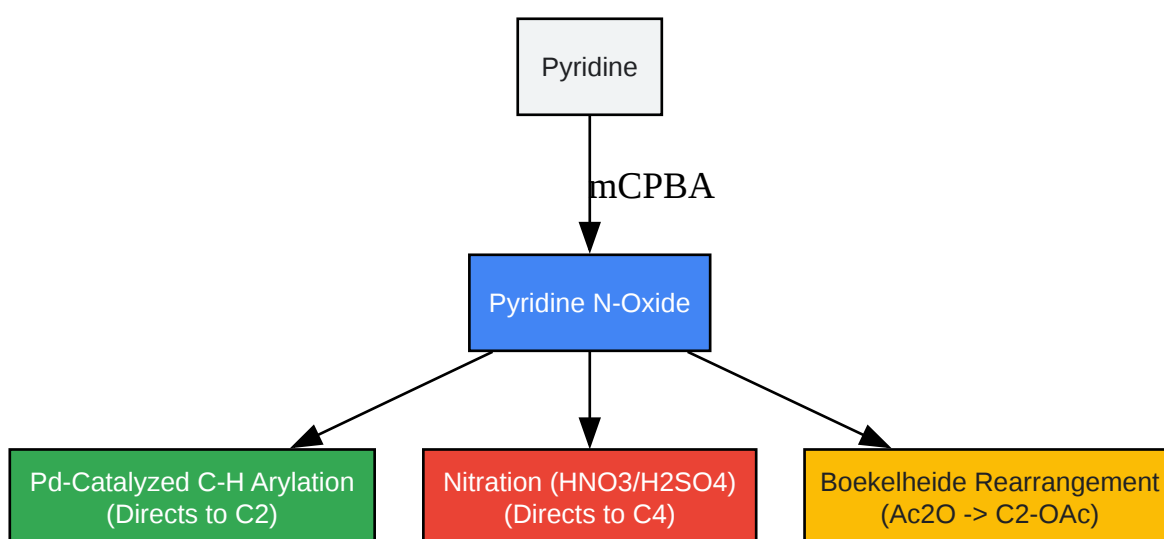 Pyridine
mCPBA
Pyridine N-Oxide
Pd-Catalyzed C-H Arylation
(Directs to C2)
Nitration (HNO3/H2SO4)
(Directs to C4)
Boekelheide Rearrangement
(Ac2O -> C2-OAc)